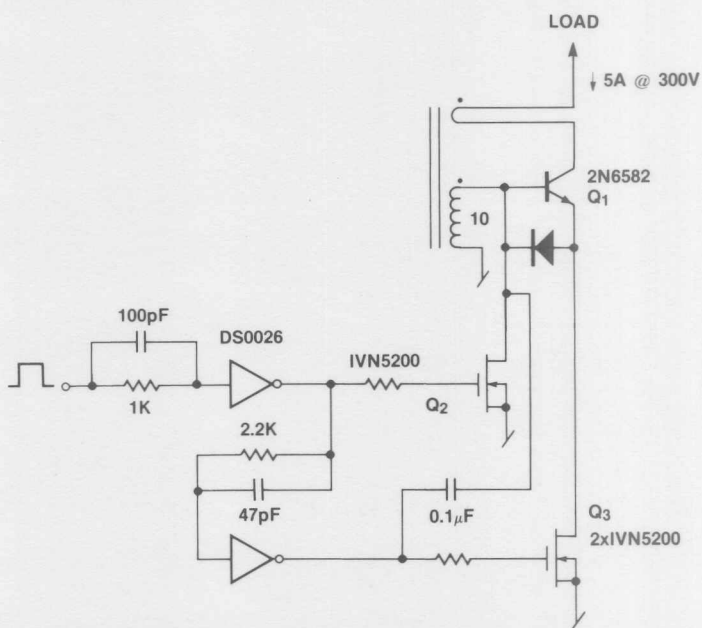 LOAD
5A @ 300V
2N6582
Q1
10
100pF
DS0026
IVN5200
1K
Q2
2.2K
47pF
0.1µF
Q3
2xIVN5200